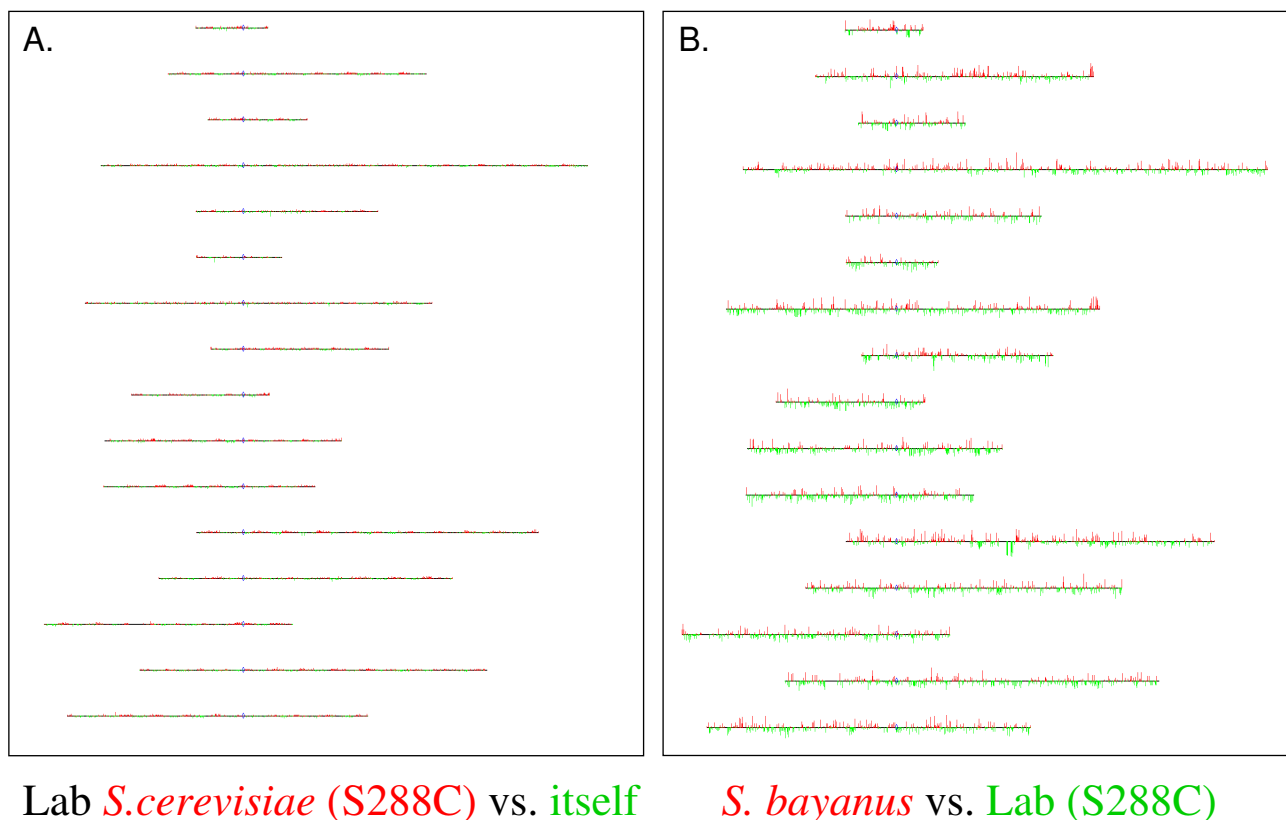 A.
B.
Lab S.cerevisiae (S288C) vs. itself
S. bayanus vs. Lab (S288C)